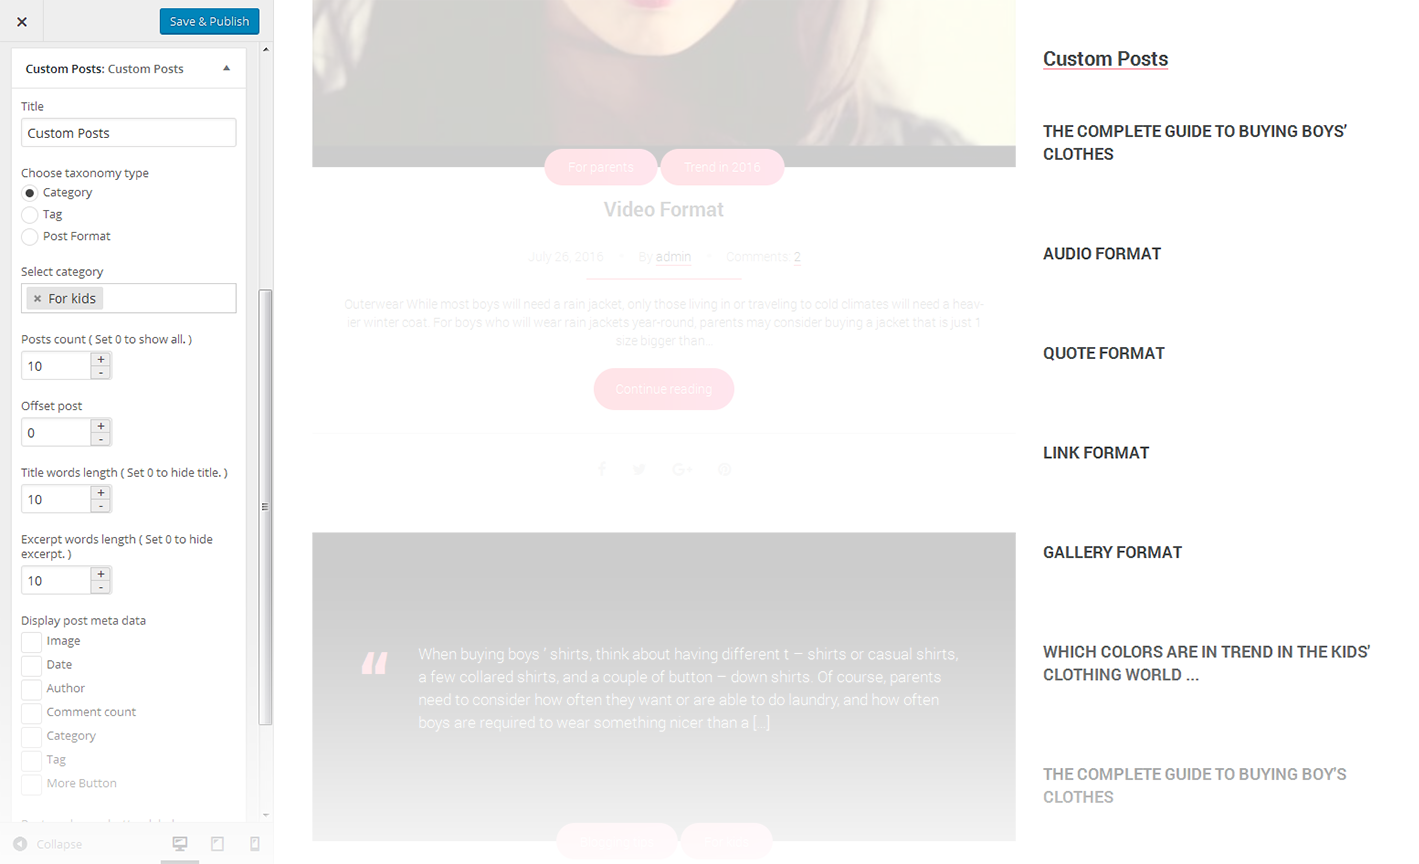 Save & Publish
Custom Posts: Custom Posts
Title
Custom Posts
Choose taxonomy type
Category
Tag
Post Format
Select category
× For kids
Posts count ( Set 0 to show all. )
10
+
-
Offset post
0
+
-
Title words length ( Set 0 to hide title. )
10
+
-
Excerpt words length ( Set 0 to hide
excerpt. )
10
+
-
Display post meta data
Image
Date
Author
Comment count
Category
Tag
More Button
Collapse
For parents
Trend in 2016
Video Format
July 26, 2016
By admin
Comments: 2
Outerwear While most boys will need a rain jacket, only those living in or traveling to cold climates will need a heav-
ier winter coat. For boys who will wear rain jackets year-round, parents may consider buying a jacket that is just 1
size bigger than...
Continue reading
“
When buying boys ’ shirts, think about having different t – shirts or casual shirts,
a few collared shirts, and a couple of button – down shirts. Of course, parents
need to consider how often they want or are able to do laundry, and how often
boys are required to wear something nicer than a [...]
Custom Posts
THE COMPLETE GUIDE TO BUYING BOYS’
CLOTHES
AUDIO FORMAT
QUOTE FORMAT
LINK FORMAT
GALLERY FORMAT
WHICH COLORS ARE IN TREND IN THE KIDS’
CLOTHING WORLD ...
THE COMPLETE GUIDE TO BUYING BOY’S
CLOTHES